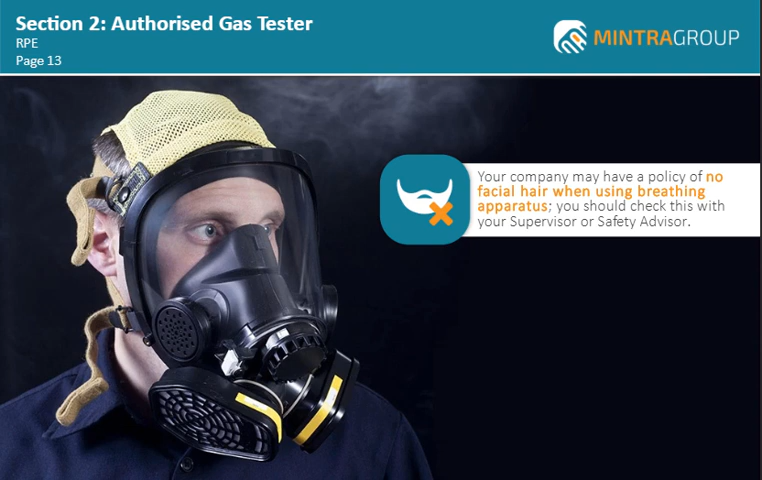 Section 2: Authorised Gas Tester
RPE
Page 13
MINTRAGROUP
Your company may have a policy of no
facial hair when using breathing
apparatus; you should check this with
your Supervisor or Safety Advisor.